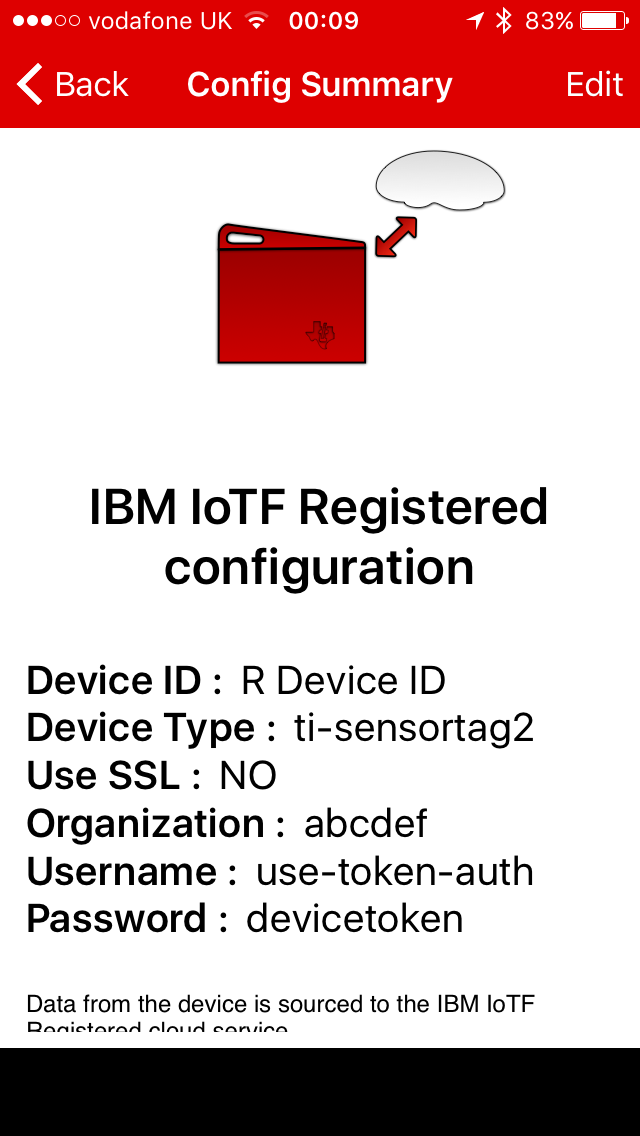 vodafone UK 00:09 83%
Back Config Summary Edit
IBM IoTF Registered
configuration
Device ID : R Device ID
Device Type : ti-sensortag2
Use SSL : NO
Organization : abcdef
Username : use-token-auth
Password : devicetoken
Data from the device is sourced to the IBM IoTF
Registered cloud service